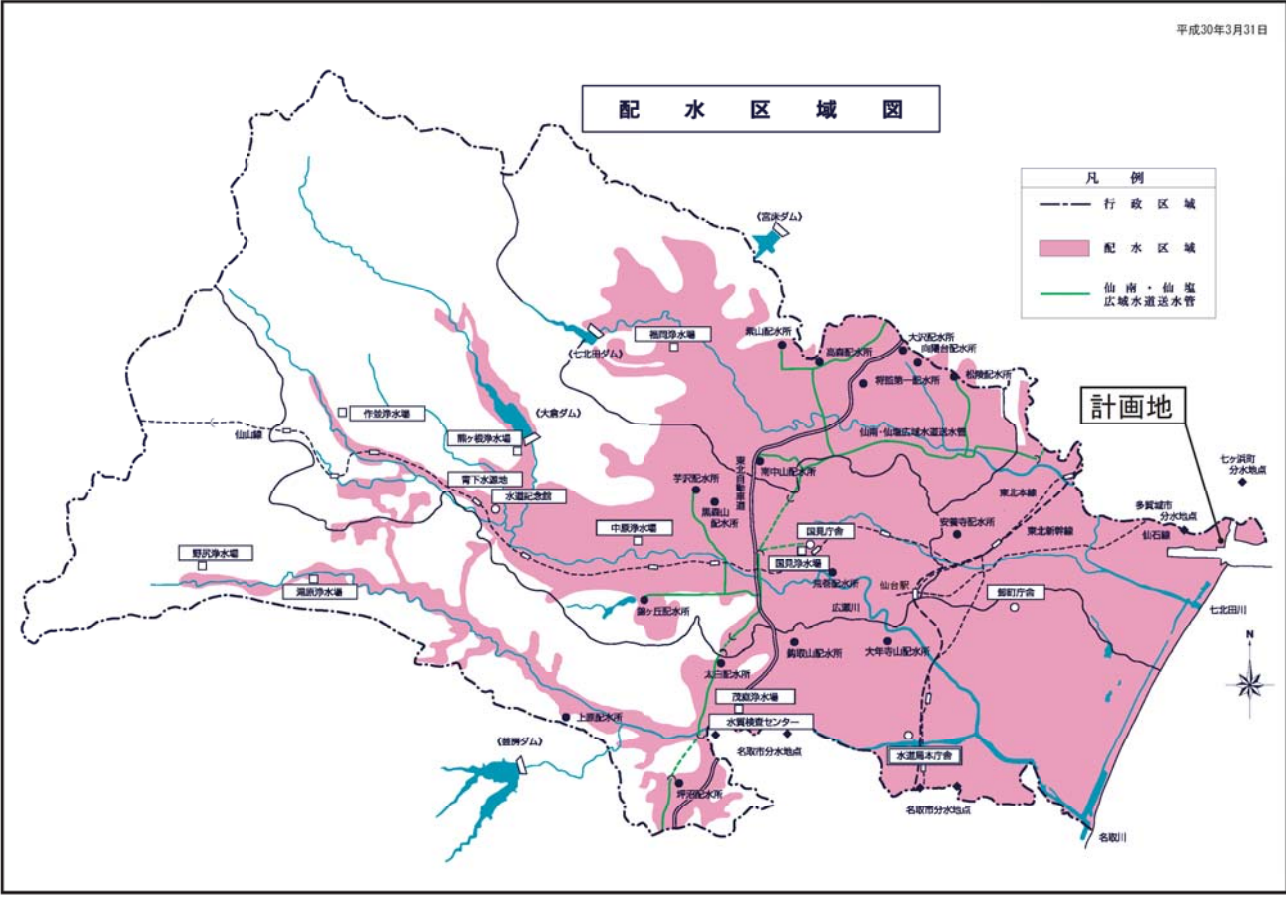 平成30年3月31日
配水区域図
凡例
行政区域
配水区域
仙南・仙塩
広域水道送水管
《宮床ダム》
《七北田ダム》
福岡浄水場
黒山配水所
高森配水所
大沢配水所
向陽台配水所
将監第一配水所
松陵配水所
計画地
作並浄水場
《大倉ダム》
仙山線
熊ヶ根浄水場
仙南・仙塩広域水道送水管
南中山配水所
東北自動車道
芋沢配水所
黒森山
配水所
青下水源地
水道記念館
七ヶ浜町
分水地点
多賀城市
分水地点
東北本線
東北新幹線
仙石線
安養寺配水所
中原浄水場
国見庁舎
国見浄水場
荒巻配水所
野尻浄水場
滝原浄水場
仙台駅
卸町庁舎
錦ヶ丘配水所
広瀬川
七北田川
N
鈎取山配水所
大年寺山配水所
太白配水所
茂庭浄水場
上原配水所
水質検査センター
《釜房ダム》
名取市分水地点
水道局本庁舎
坪沼配水所
名取市分水地点
名取川